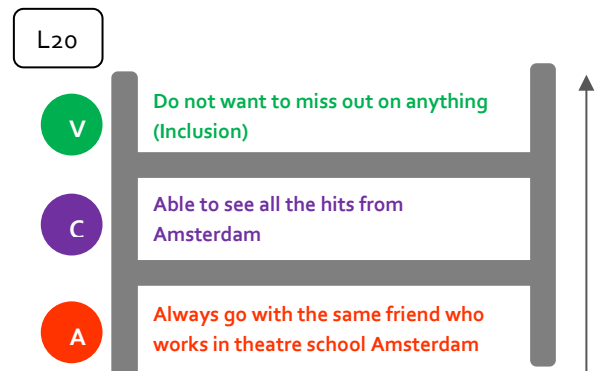 L20
V
Do not want to miss out on anything
(Inclusion)
C
Able to see all the hits from
Amsterdam
A
Always go with the same friend who
works in theatre school Amsterdam